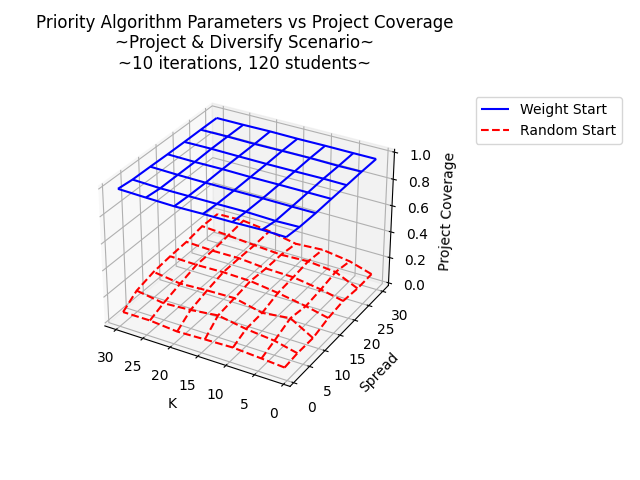 Priority Algorithm Parameters vs Project Coverage
~Project & Diversify Scenario~
~10 iterations, 120 students~
Weight Start
Random Start
1.0
0.8
0.6
0.4
0.2
0.0
Project Coverage
30
25
20
15
10
5
0
K
0
5
10
15
20
25
30
Spread